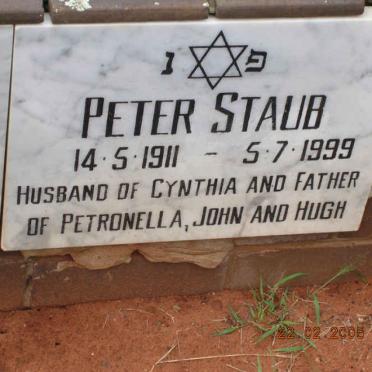 פ ✡ נ
PETER STAUB
14·5·1911 - 5·7·1999
HUSBAND OF CYNTHIA AND FATHER
OF PETRONELLA, JOHN AND HUGH
22.02.2005